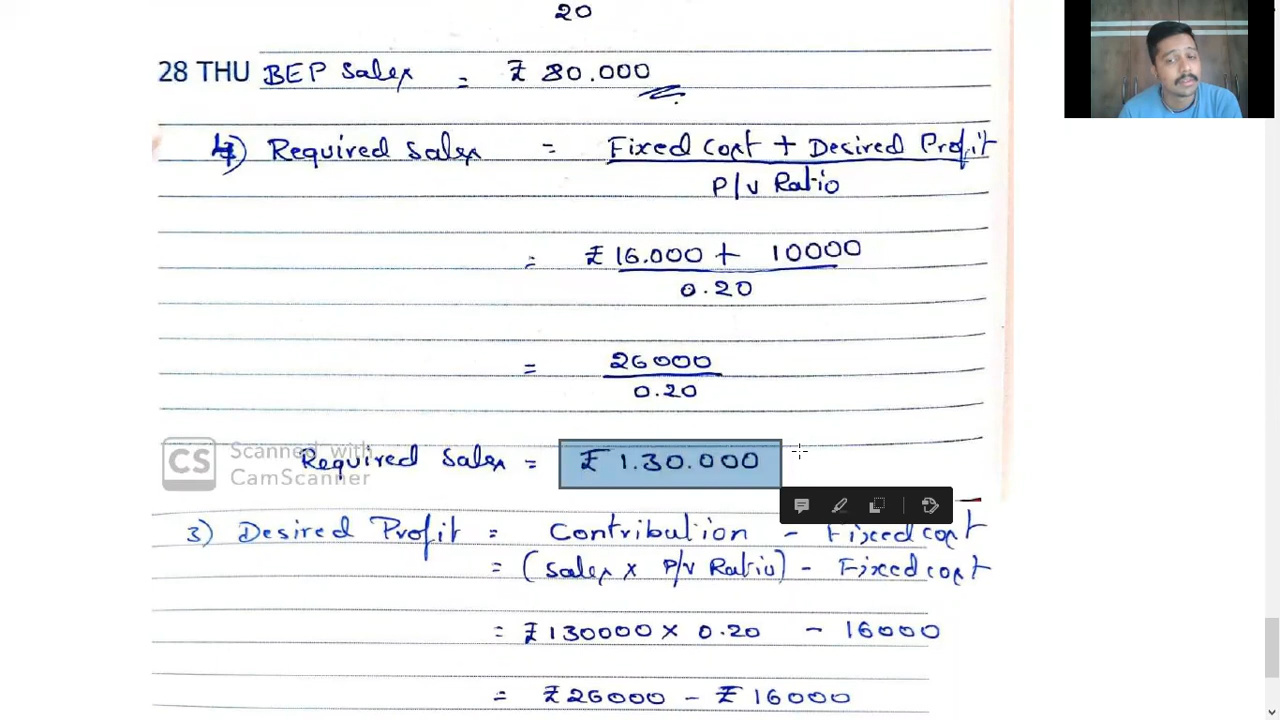 20
28 THU BEP Sales = ₹ 80.000
4) Required Sales = Fixed Cost + Desired Profit
P/V Ratio
= ₹ 16.000 + 10000
0.20
= 26000
0.20
Scanned with
CS CamScanner
Required Sales = ₹ 1.30.000
3) Desired Profit = Contribution - Fixed cost
= (Sales x P/V Ratio) - Fixed cost
= ₹ 130000 x 0.20 - 16000
= ₹ 26000 - ₹ 16000